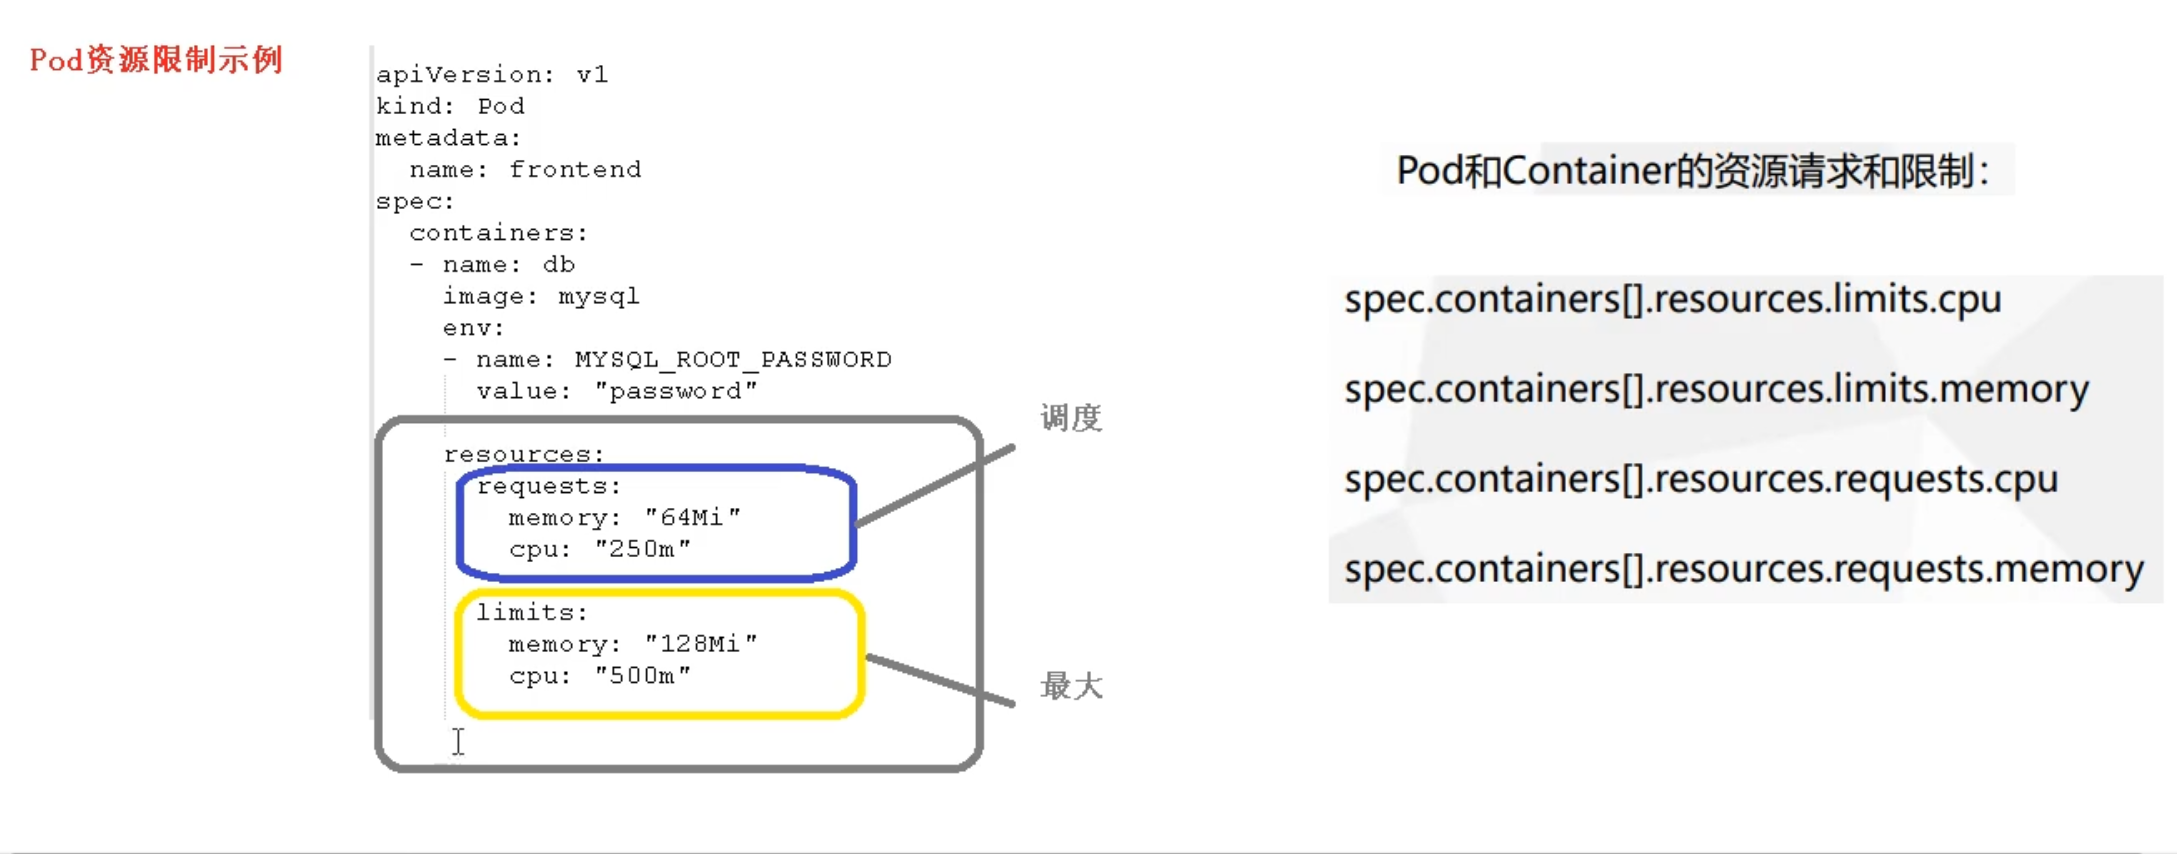 Pod资源限制示例
apiVersion: v1
kind: Pod
metadata:
  name: frontend
spec:
  containers:
  - name: db
    image: mysql
    env:
    - name: MYSQL_ROOT_PASSWORD
      value: "password"
    resources:
      requests:
        memory: "64Mi"
        cpu: "250m"
      limits:
        memory: "128Mi"
        cpu: "500m"
调度
最大
Pod和Container的资源请求和限制：
spec.containers[].resources.limits.cpu
spec.containers[].resources.limits.memory
spec.containers[].resources.requests.cpu
spec.containers[].resources.requests.memory